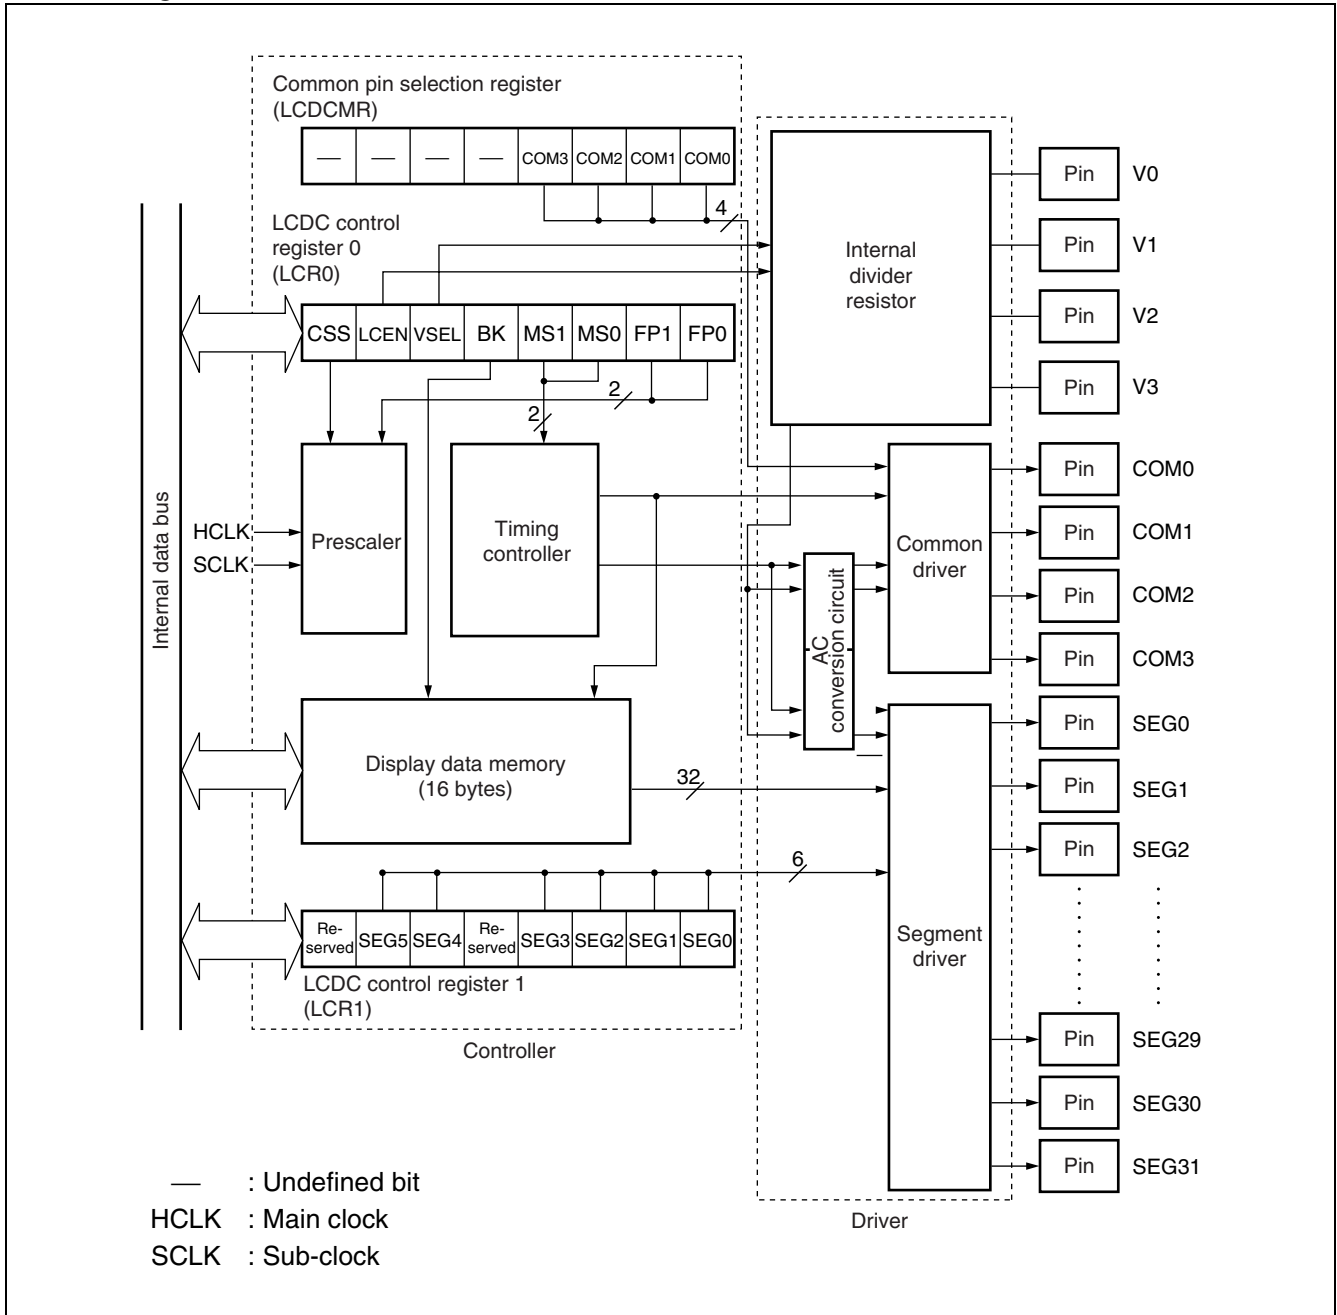 Common pin selection register
(LCDCMR)
— — — — COM3 COM2 COM1 COM0
4
LCDC control
register 0
(LCR0)
CSS LCEN VSEL BK MS1 MS0 FP1 FP0
2
2
Internal data bus
HCLK
SCLK
Prescaler
Timing
controller
Display data memory
(16 bytes)
32
6
Re-
served
SEG5 SEG4
Re-
served
SEG3 SEG2 SEG1 SEG0
LCDC control register 1
(LCR1)
Controller
Internal
divider
resistor
AC
conversion circuit
Common
driver
Segment
driver
Driver
Pin V0
Pin V1
Pin V2
Pin V3
Pin COM0
Pin COM1
Pin COM2
Pin COM3
Pin SEG0
Pin SEG1
Pin SEG2
Pin SEG29
Pin SEG30
Pin SEG31
— : Undefined bit
HCLK : Main clock
SCLK : Sub-clock